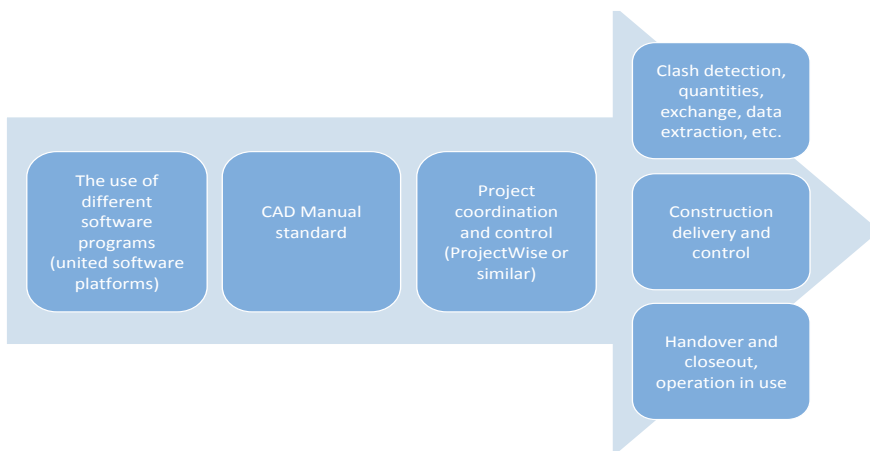 The use of
different
software
programs
(united software
platforms)
CAD Manual
standard
Project
coordination
and control
(ProjectWise or
similar)
Clash detection,
quantities,
exchange, data
extraction, etc.
Construction
delivery and
control
Handover and
closeout,
operation in use